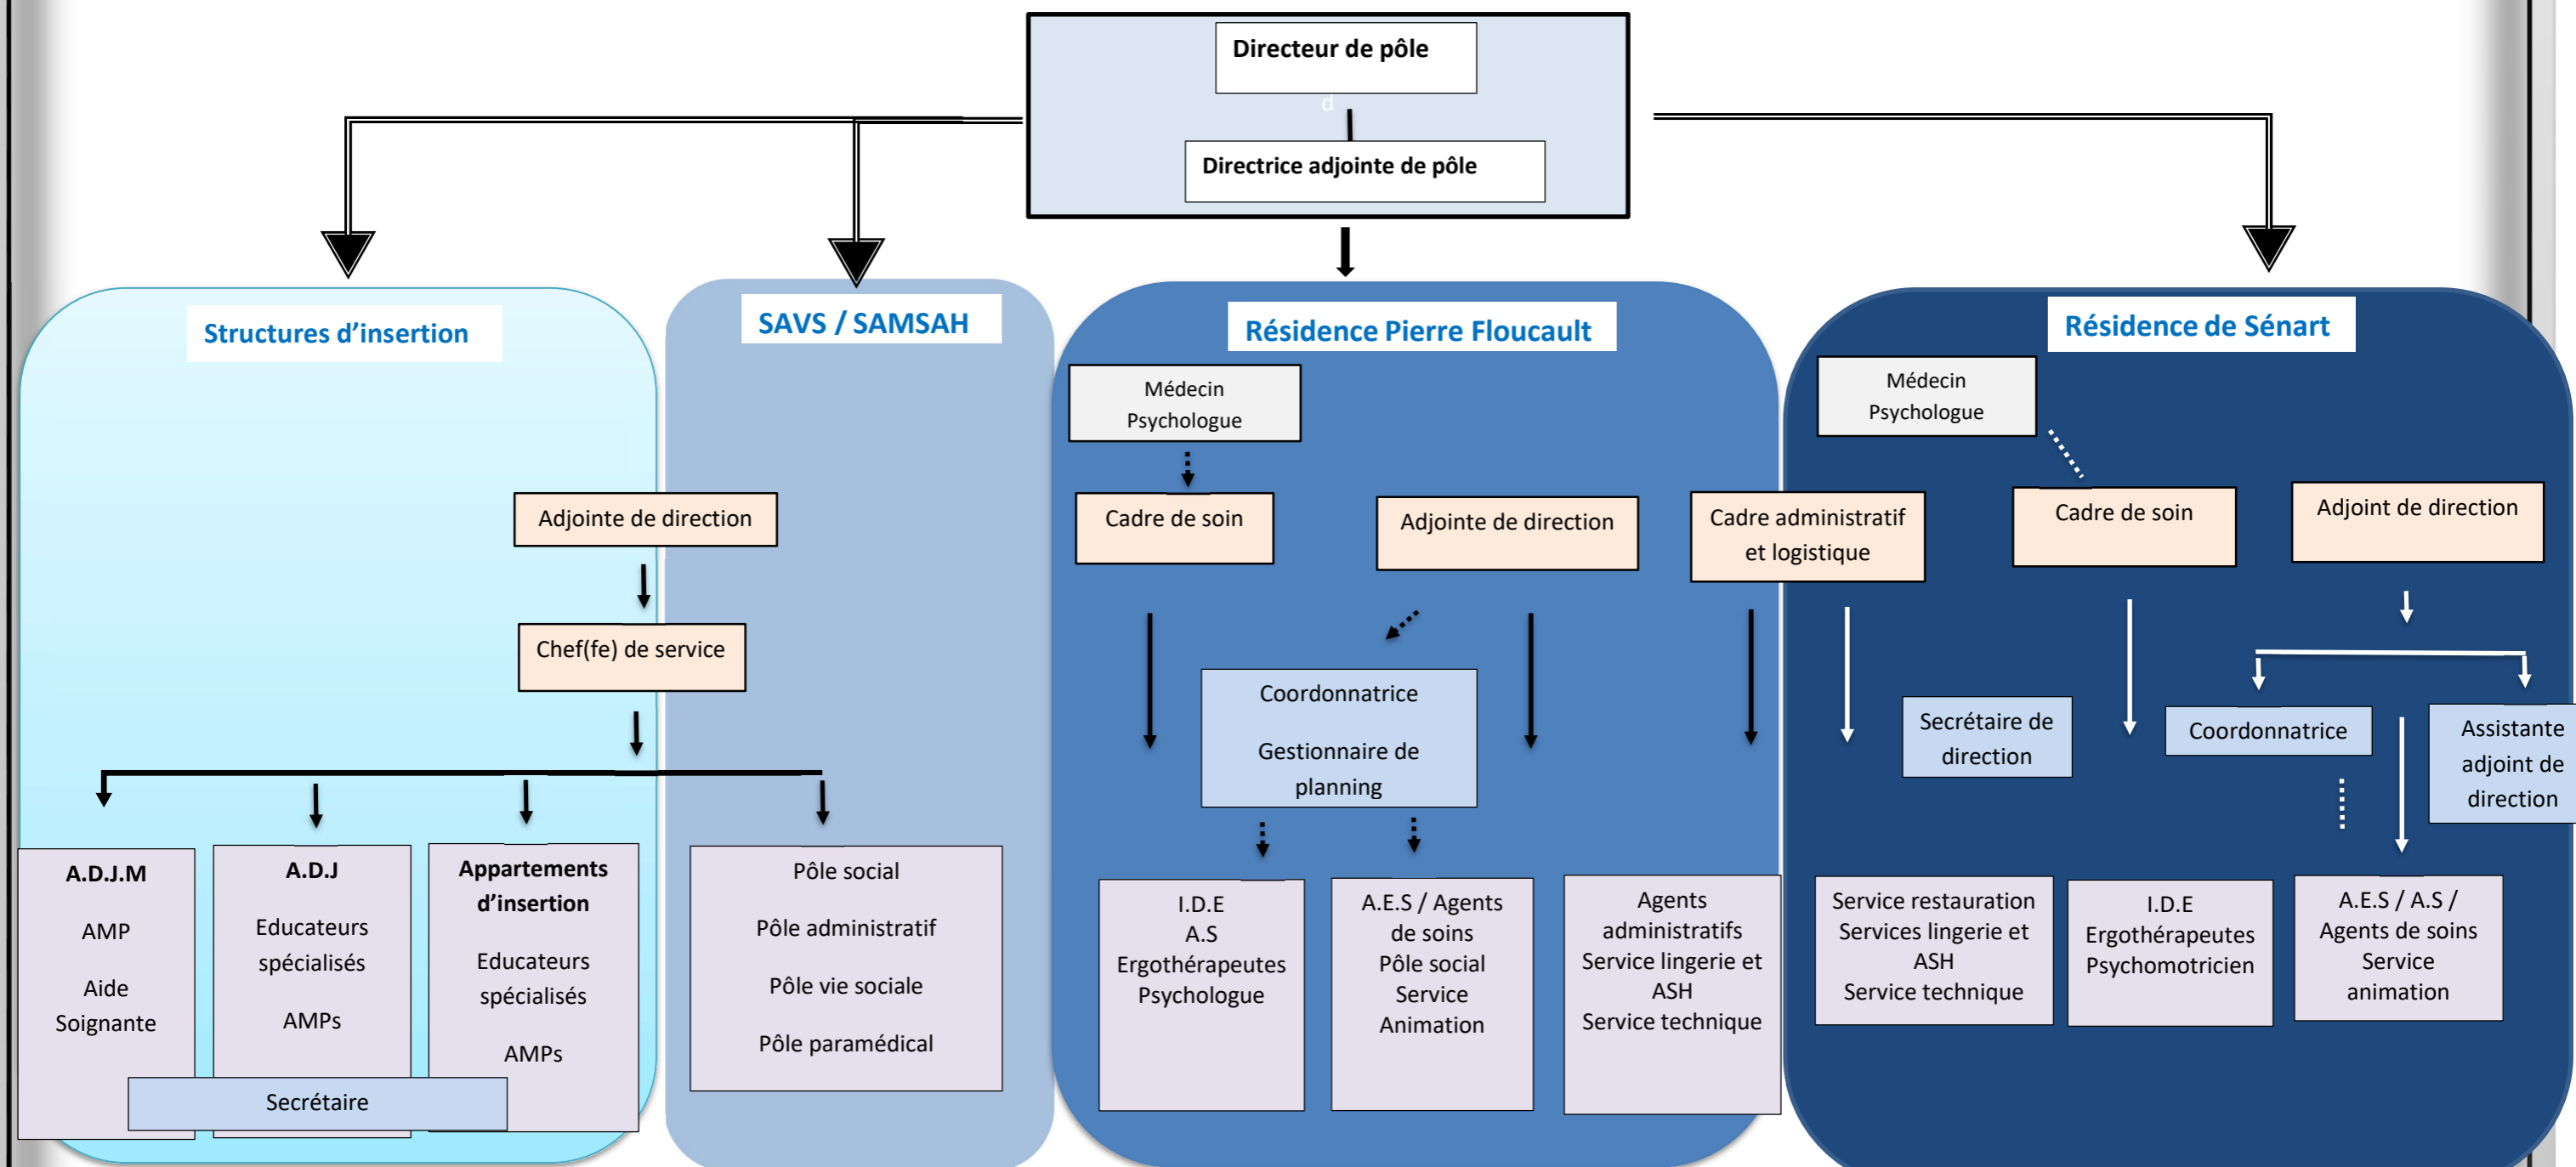 Directeur de pôle
d
Directrice adjointe de pôle
Structures d’insertion
SAVS / SAMSAH
Résidence Pierre Floucault
Résidence de Sénart
Adjointe de direction
Chef(fe) de service
A.D.J.M
AMP
Aide
Soignante
A.D.J
Educateurs
spécialisés
AMPs
Appartements
d’insertion
Educateurs
spécialisés
AMPs
Secrétaire
Pôle social
Pôle administratif
Pôle vie sociale
Pôle paramédical
Médecin
Psychologue
Cadre de soin
Adjointe de direction
Cadre administratif
et logistique
Coordonnatrice
Gestionnaire de
planning
I.D.E
A.S
Ergothérapeutes
Psychologue
A.E.S / Agents
de soins
Pôle social
Service
Animation
Agents
administratifs
Service lingerie et
ASH
Service technique
Médecin
Psychologue
Cadre de soin
Adjoint de direction
Secrétaire de
direction
Coordonnatrice
Assistante
adjoint de
direction
Service restauration
Services lingerie et
ASH
Service technique
I.D.E
Ergothérapeutes
Psychomotricien
A.E.S / A.S /
Agents de soins
Service
animation